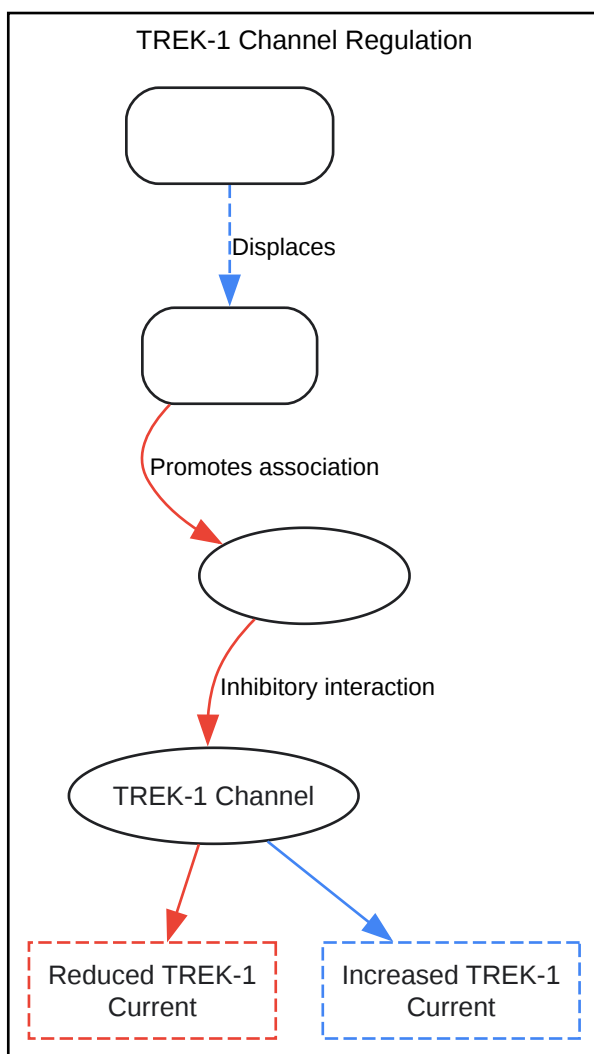 TREK-1 Channel Regulation
Displaces
Promotes association
Inhibitory interaction
TREK-1 Channel
Reduced TREK-1
Current
Increased TREK-1
Current